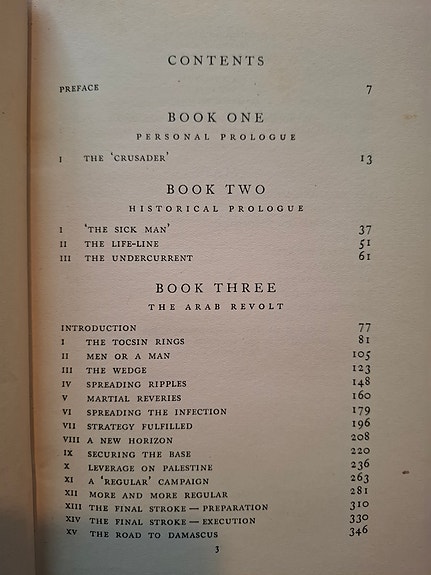 CONTENTS
PREFACE 7
BOOK ONE
PERSONAL PROLOGUE
I THE ‘CRUSADER’ 13
BOOK TWO
HISTORICAL PROLOGUE
I ‘THE SICK MAN’ 37
II THE LIFE-LINE 51
III THE UNDERCURRENT 61
BOOK THREE
THE ARAB REVOLT
INTRODUCTION 77
I THE TOCSIN RINGS 81
II MEN OR A MAN 105
III THE WEDGE 123
IV SPREADING RIPPLES 148
V MARTIAL REVERIES 160
VI SPREADING THE INFECTION 179
VII STRATEGY FULFILLED 196
VIII A NEW HORIZON 208
IX SECURING THE BASE 220
X LEVERAGE ON PALESTINE 236
XI A ‘REGULAR’ CAMPAIGN 263
XII MORE AND MORE REGULAR 281
XIII THE FINAL STROKE — PREPARATION 310
XIV THE FINAL STROKE — EXECUTION 330
XV THE ROAD TO DAMASCUS 346
3